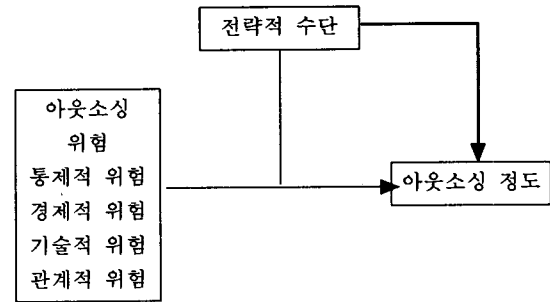 전략적 수단
아웃소싱
위험
통제적 위험
경제적 위험
기술적 위험
관계적 위험
아웃소싱 정도